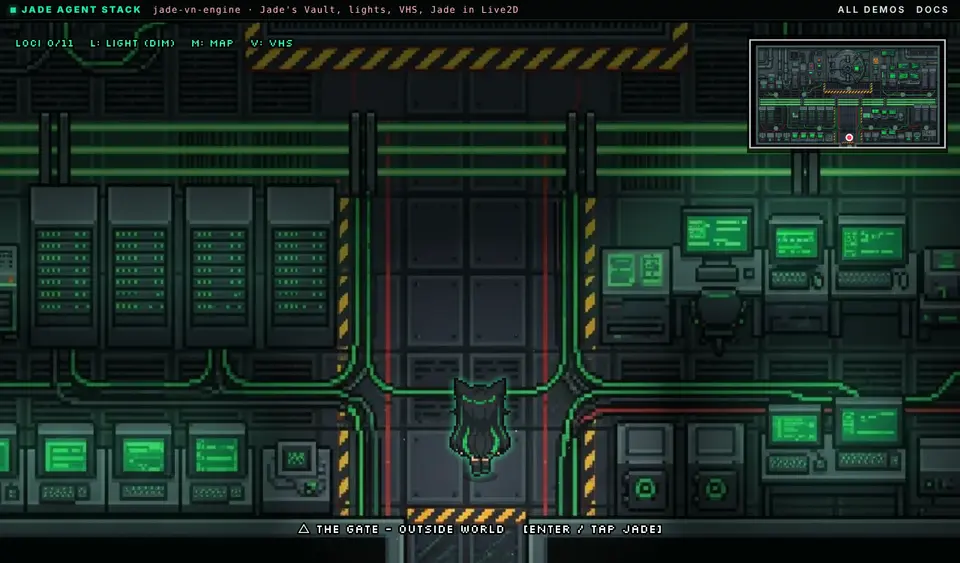 JADE AGENT STACK jade-vn-engine · Jade's Vault, lights, VHS, Jade in Live2D ALL DEMOS DOCS
LOCI 0/11 L: LIGHT (DIM) M: MAP V: VHS
△ THE GATE - OUTSIDE WORLD [ENTER / TAP JADE]